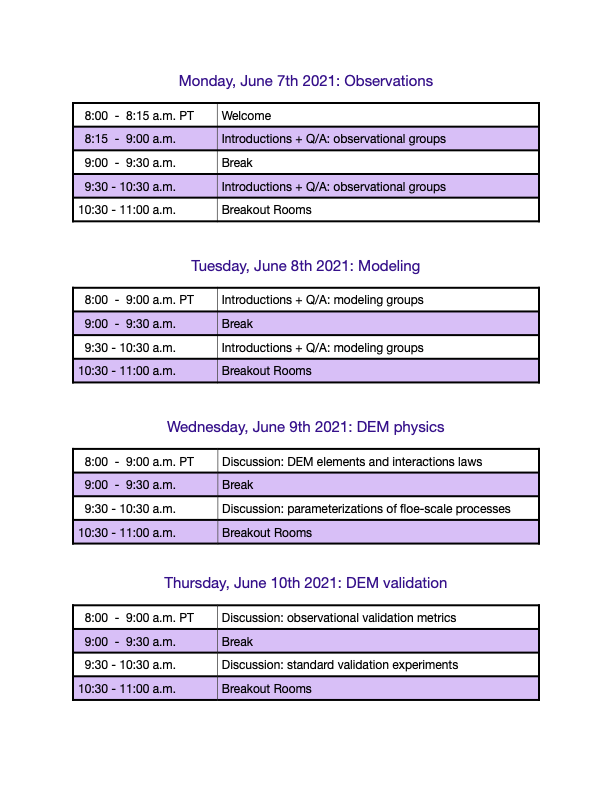 Monday, June 7th 2021: Observations
8:00 - 8:15 a.m. PT Welcome
8:15 - 9:00 a.m. Introductions + Q/A: observational groups
9:00 - 9:30 a.m. Break
9:30 - 10:30 a.m. Introductions + Q/A: observational groups
10:30 - 11:00 a.m. Breakout Rooms
Tuesday, June 8th 2021: Modeling
8:00 - 9:00 a.m. PT Introductions + Q/A: modeling groups
9:00 - 9:30 a.m. Break
9:30 - 10:30 a.m. Introductions + Q/A: modeling groups
10:30 - 11:00 a.m. Breakout Rooms
Wednesday, June 9th 2021: DEM physics
8:00 - 9:00 a.m. PT Discussion: DEM elements and interactions laws
9:00 - 9:30 a.m. Break
9:30 - 10:30 a.m. Discussion: parameterizations of floe-scale processes
10:30 - 11:00 a.m. Breakout Rooms
Thursday, June 10th 2021: DEM validation
8:00 - 9:00 a.m. PT Discussion: observational validation metrics
9:00 - 9:30 a.m. Break
9:30 - 10:30 a.m. Discussion: standard validation experiments
10:30 - 11:00 a.m. Breakout Rooms